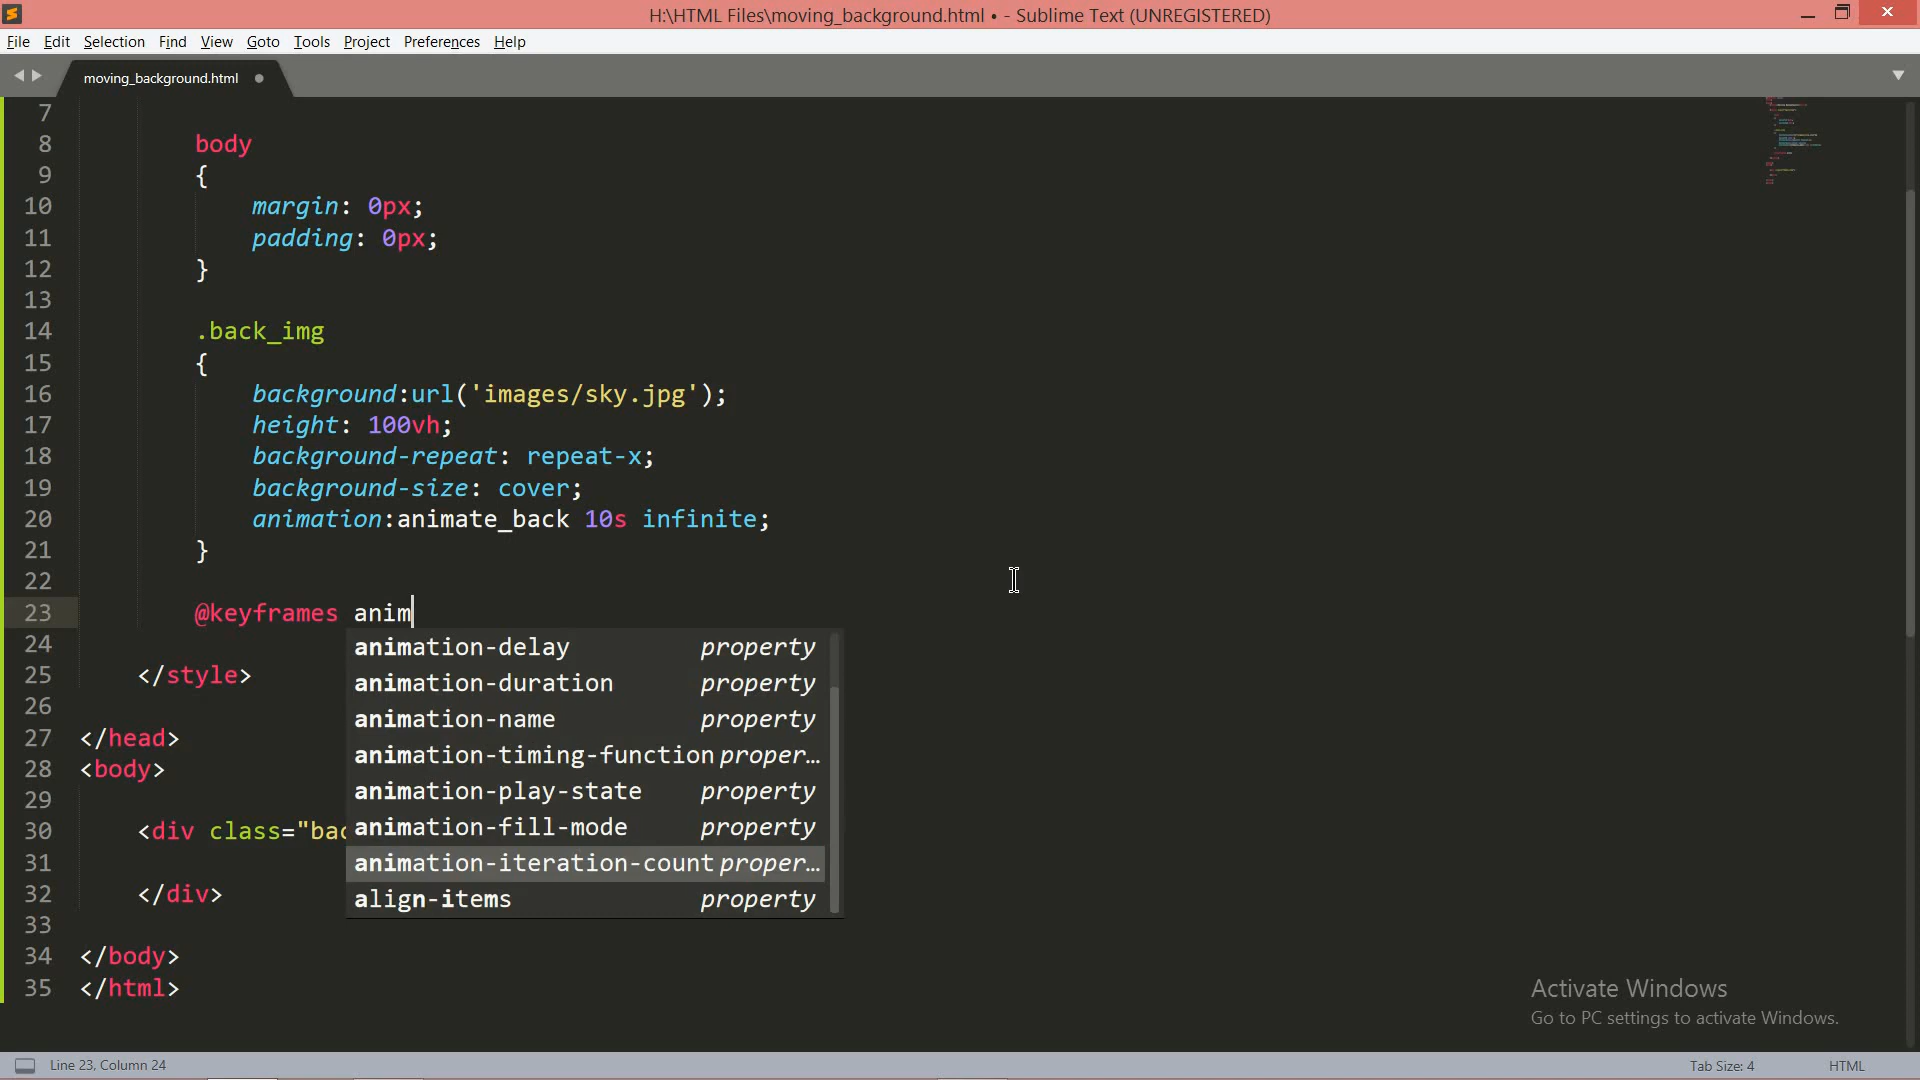 H:\HTML Files\moving_background.html • - Sublime Text (UNREGISTERED)
File Edit Selection Find View Goto Tools Project Preferences Help
moving_background.html
7
8 body
9 {
10 margin: 0px;
11 padding: 0px;
12 }
13
14 .back_img
15 {
16 background:url('images/sky.jpg');
17 height: 100vh;
18 background-repeat: repeat-x;
19 background-size: cover;
20 animation:animate_back 10s infinite;
21 }
22
23 @keyframes anim
24
animation-delay property
25 </style>
animation-duration property
26
animation-name property
27 </head>
animation-timing-function proper…
28 <body>
animation-play-state property
29
30 <div class="bac
animation-fill-mode property
31
animation-iteration-count proper…
32 </div>
align-items property
33
34 </body>
35 </html>
Activate Windows
Go to PC settings to activate Windows.
Line 23, Column 24 Tab Size: 4 HTML